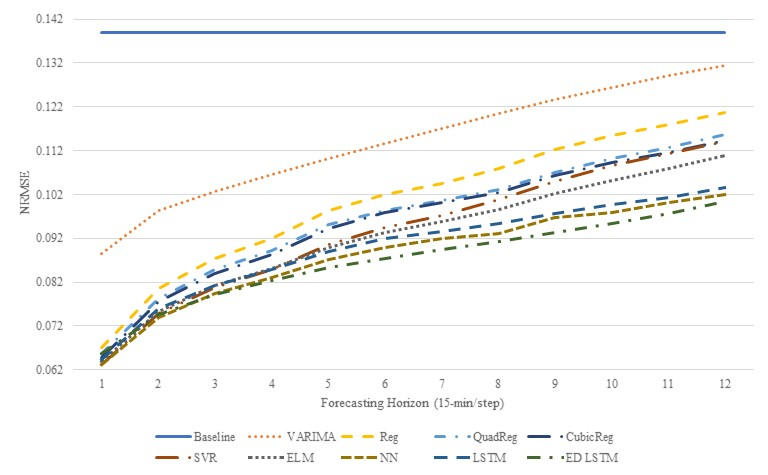 0.142
0.132
0.122
0.112
0.102
0.092
0.082
0.072
0.062
NRMSE
1 2 3 4 5 6 7 8 9 10 11 12
Forecasting Horizon (15-min/step)
Baseline VARIMA Reg QuadReg CubicReg
SVR ELM NN LSTM ED LSTM